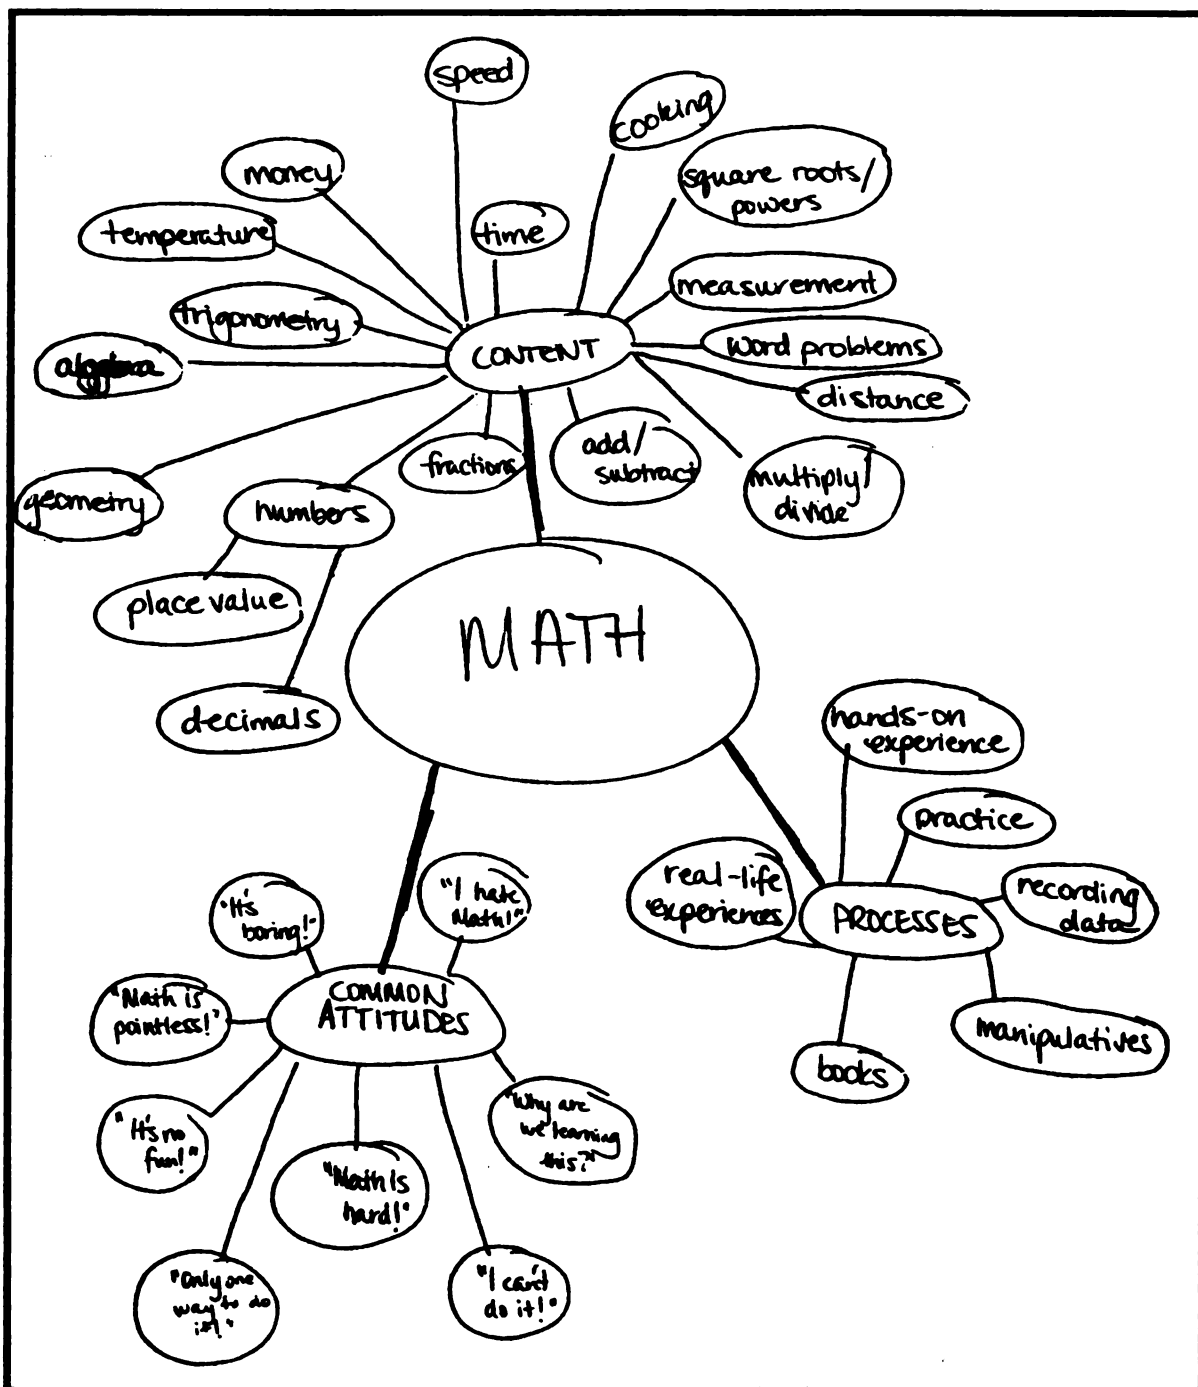 speed
cooking
money
square roots/
powers
temperature
time
measurement
trigonometry
word problems
CONTENT
algebra
distance
add/
subtract
fractions
multiply/
divide
geometry
numbers
place value
MATH
decimals
hands-on
experience
practice
real-life
experiences
recording
data
PROCESSES
"I hate
Math!"
"It's
boring!"
COMMON
ATTITUDES
"Math is
pointless!"
manipulatives
books
"Why are
we learning
this?"
"It's no
fun!"
"Math is
hard!"
"Only one
way to do
it!"
"I can't
do it!"